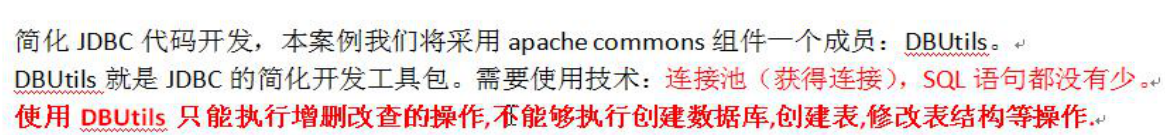 简化 JDBC 代码开发，本案例我们将采用 apache commons 组件一个成员：DBUtils。
DBUtils 就是 JDBC 的简化开发工具包。需要使用技术：连接池（获得连接），SQL 语句都没有少。
使用 DBUtils 只能执行增删改查的操作,不能够执行创建数据库,创建表,修改表结构等操作.